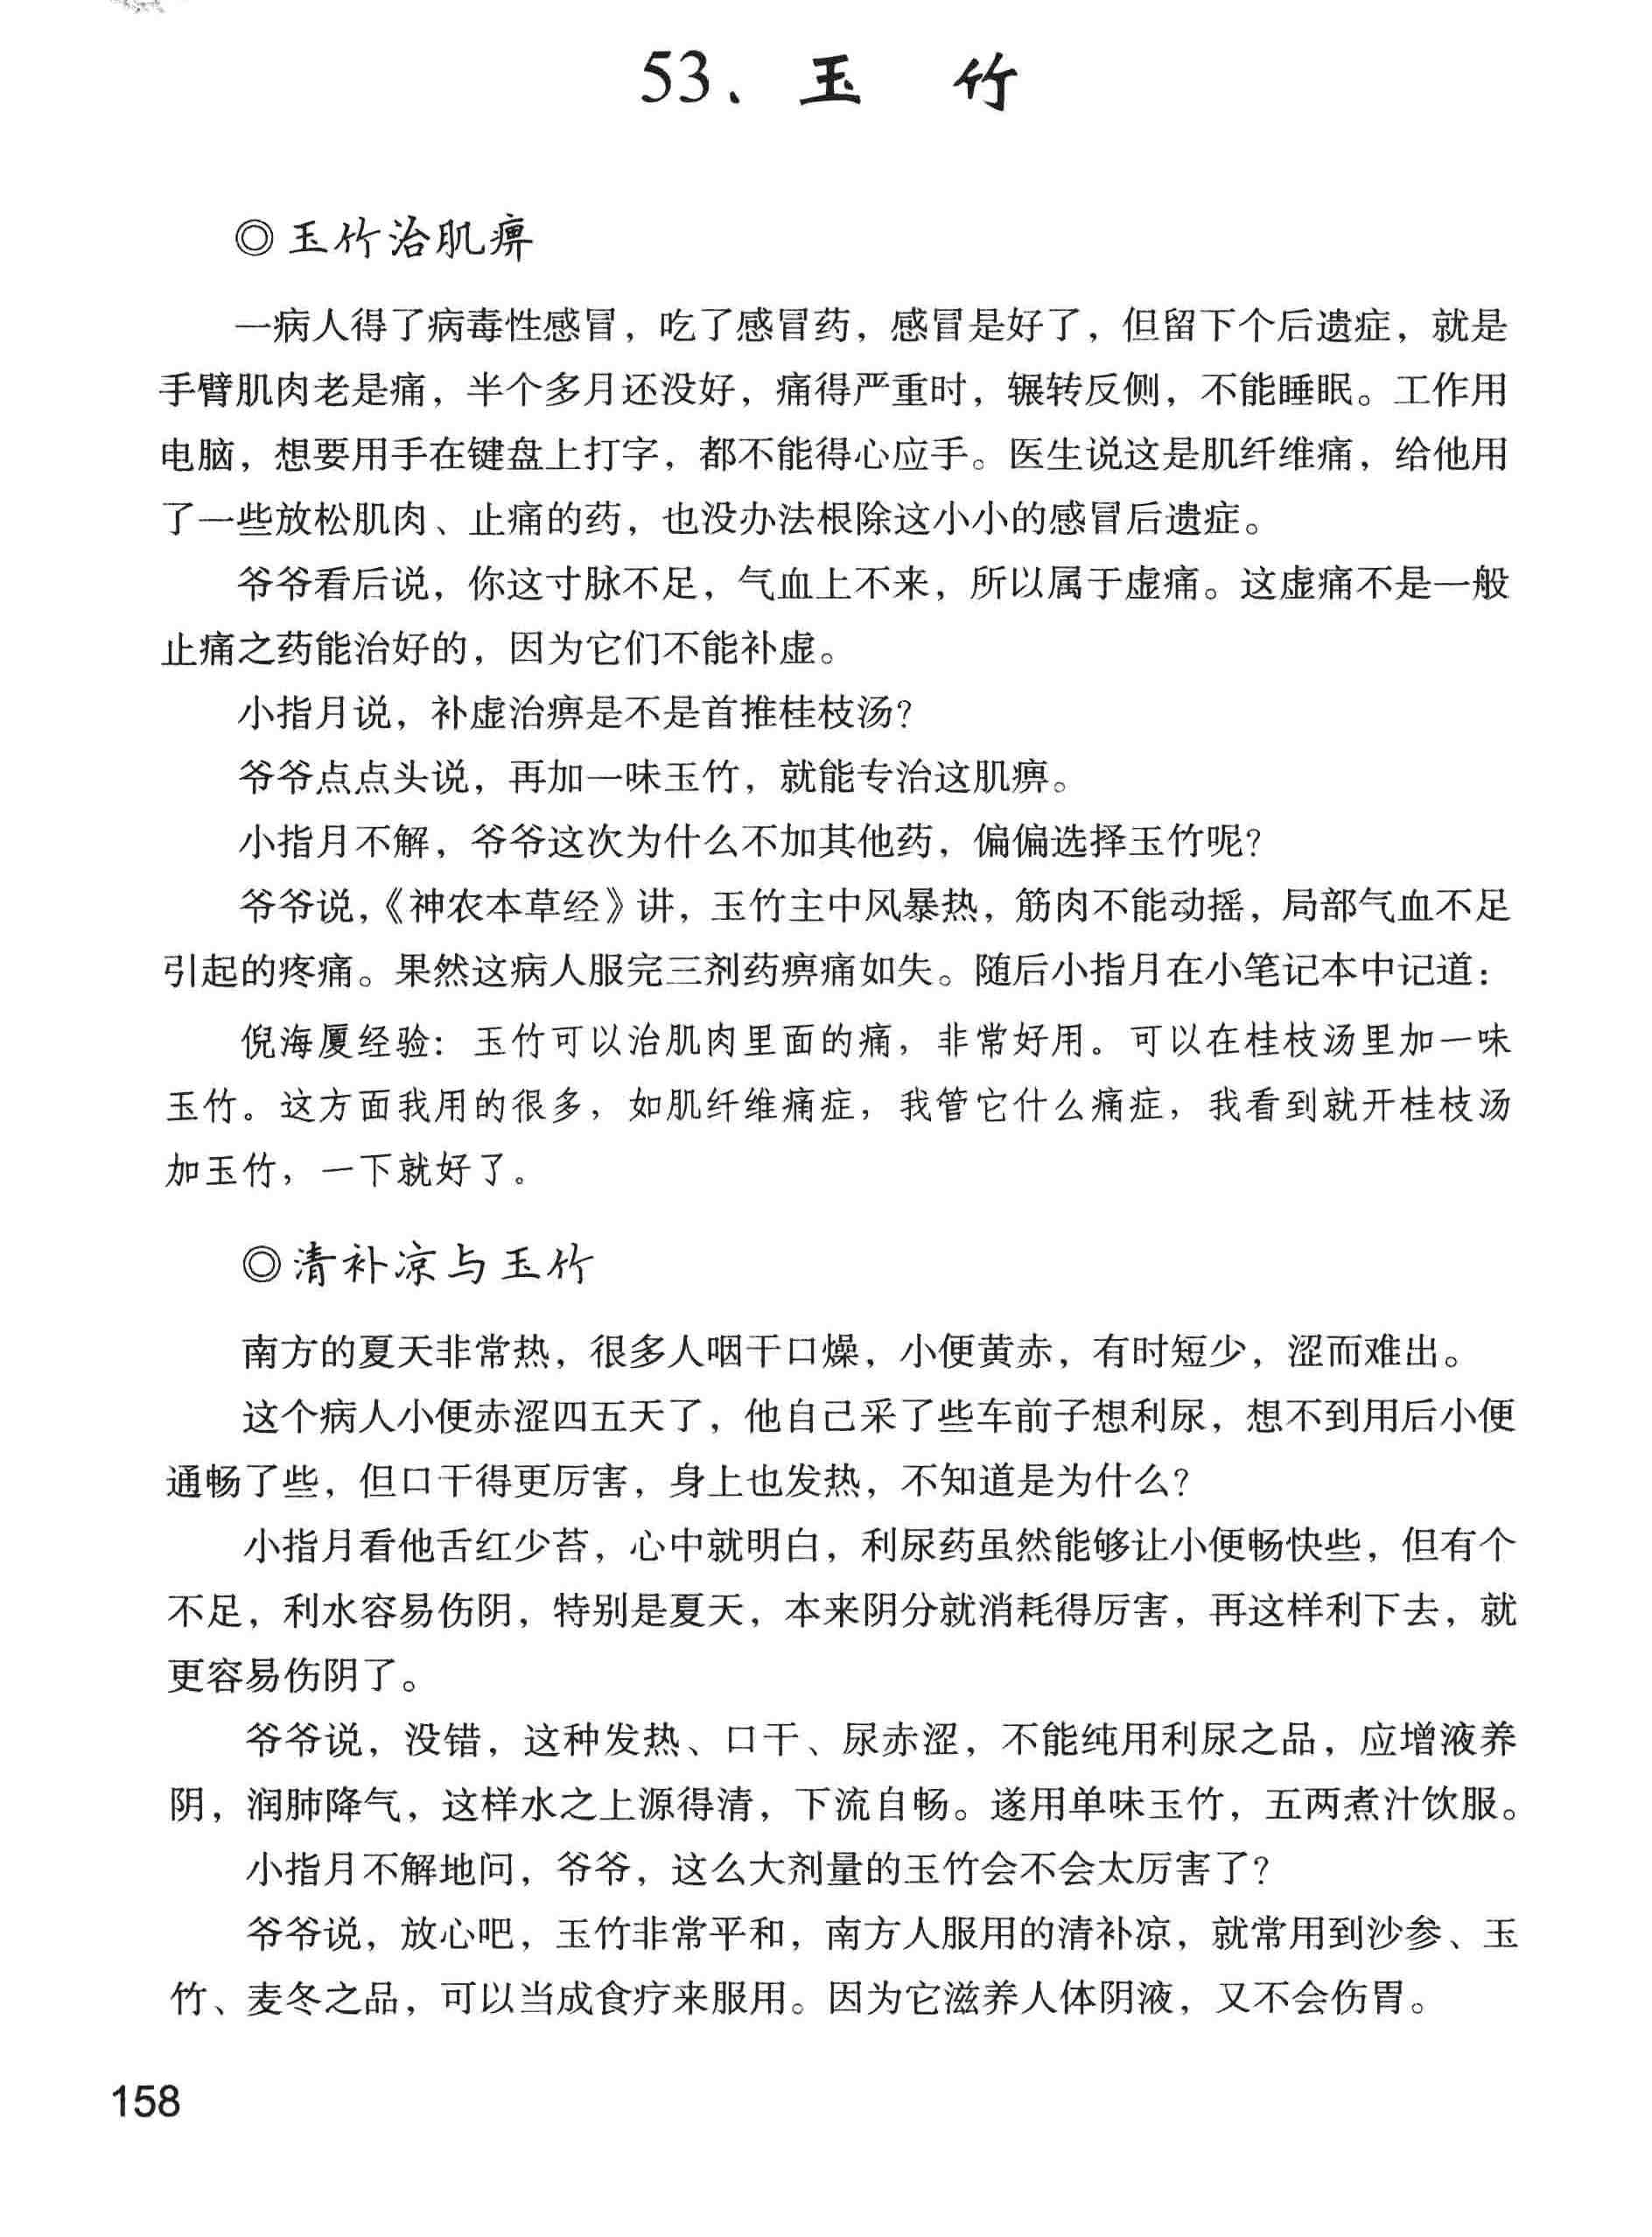 53、玉 竹
◎玉竹治肌痹
一病人得了病毒性感冒，吃了感冒药，感冒是好了，但留下个后遗症，就是
手臂肌肉老是痛，半个多月还没好，痛得严重时，辗转反侧，不能睡眠。工作用
电脑，想要用手在键盘上打字，都不能得心应手。医生说这是肌纤维痛，给他用
了一些放松肌肉、止痛的药，也没办法根除这小小的感冒后遗症。
爷爷看后说，你这寸脉不足，气血上不来，所以属于虚痛。这虚痛不是一般
止痛之药能治好的，因为它们不能补虚。
小指月说，补虚治痹是不是首推桂枝汤？
爷爷点点头说，再加一味玉竹，就能专治这肌痹。
小指月不解，爷爷这次为什么不加其他药，偏偏选择玉竹呢？
爷爷说，《神农本草经》讲，玉竹主中风暴热，筋肉不能动摇，局部气血不足
引起的疼痛。果然这病人服完三剂药痹痛如失。随后小指月在小笔记本中记道：
倪海厦经验：玉竹可以治肌肉里面的痛，非常好用。可以在桂枝汤里加一味
玉竹。这方面我用的很多，如肌纤维痛症，我管它什么痛症，我看到就开桂枝汤
加玉竹，一下就好了。
◎清补凉与玉竹
南方的夏天非常热，很多人咽干口燥，小便黄赤，有时短少，涩而难出。
这个病人小便赤涩四五天了，他自己采了些车前子想利尿，想不到用后小便
通畅了些，但口干得更厉害，身上也发热，不知道是为什么？
小指月看他舌红少苔，心中就明白，利尿药虽然能够让小便畅快些，但有个
不足，利水容易伤阴，特别是夏天，本来阴分就消耗得厉害，再这样利下去，就
更容易伤阴了。
爷爷说，没错，这种发热、口干、尿赤涩，不能纯用利尿之品，应增液养
阴，润肺降气，这样水之上源得清，下流自畅。遂用单味玉竹，五两煮汁饮服。
小指月不解地问，爷爷，这么大剂量的玉竹会不会太厉害了？
爷爷说，放心吧，玉竹非常平和，南方人服用的清补凉，就常用到沙参、玉
竹、麦冬之品，可以当成食疗来服用。因为它滋养人体阴液，又不会伤胃。
158